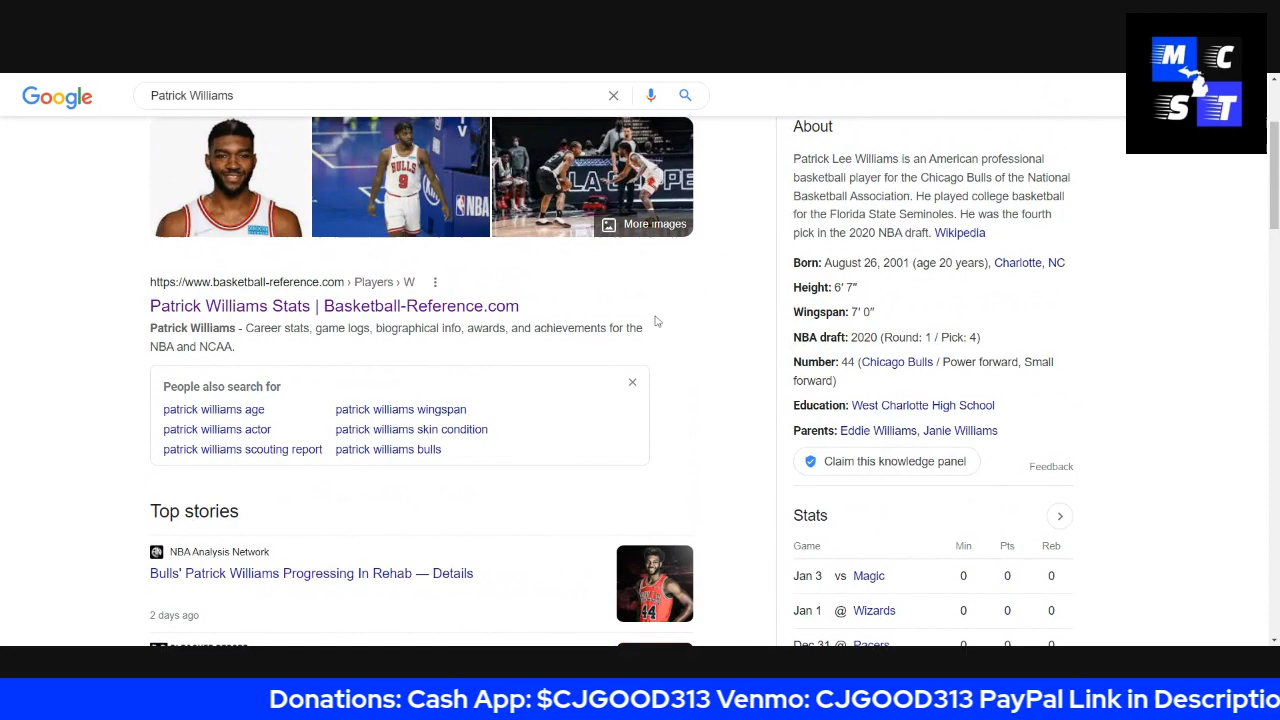 M C
S T
Google
Patrick Williams
BULLS
9
NBA
LA CLIPPE
More images
https://www.basketball-reference.com › Players › W
Patrick Williams Stats | Basketball-Reference.com
Patrick Williams - Career stats, game logs, biographical info, awards, and achievements for the
NBA and NCAA.
People also search for
patrick williams age
patrick williams wingspan
patrick williams actor
patrick williams skin condition
patrick williams scouting report
patrick williams bulls
Top stories
NBA Analysis Network
Bulls' Patrick Williams Progressing In Rehab — Details
2 days ago
44
About
Patrick Lee Williams is an American professional
basketball player for the Chicago Bulls of the National
Basketball Association. He played college basketball
for the Florida State Seminoles. He was the fourth
pick in the 2020 NBA draft. Wikipedia
Born: August 26, 2001 (age 20 years), Charlotte, NC
Height: 6′ 7″
Wingspan: 7′ 0″
NBA draft: 2020 (Round: 1 / Pick: 4)
Number: 44 (Chicago Bulls / Power forward, Small
forward)
Education: West Charlotte High School
Parents: Eddie Williams, Janie Williams
Claim this knowledge panel
Feedback
Stats
Game Min Pts Reb
Jan 3 vs Magic 0 0 0
Jan 1 @ Wizards 0 0 0
Dec 31 @ Pacers
Donations: Cash App: $CJGOOD313 Venmo: CJGOOD313 PayPal Link in Descriptio